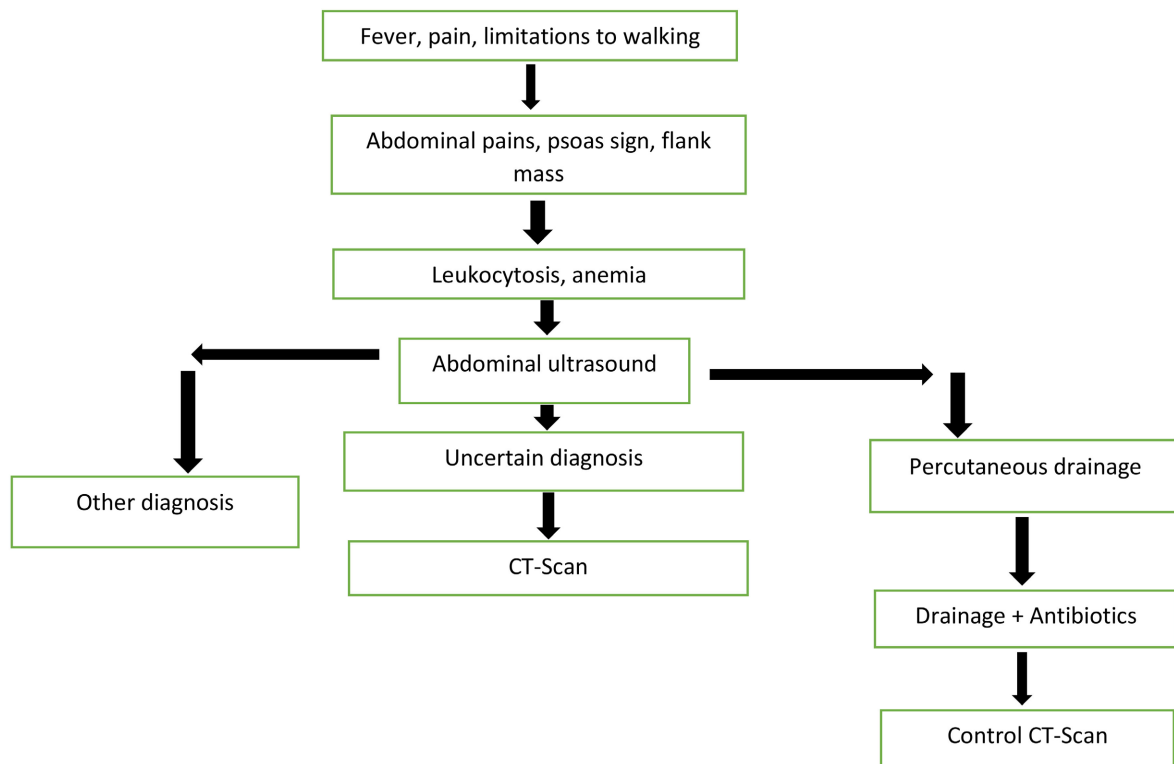 Fever, pain, limitations to walking
Abdominal pains, psoas sign, flank
mass
Leukocytosis, anemia
Abdominal ultrasound
Uncertain diagnosis
Percutaneous drainage
Other diagnosis
CT-Scan
Drainage + Antibiotics
Control CT-Scan